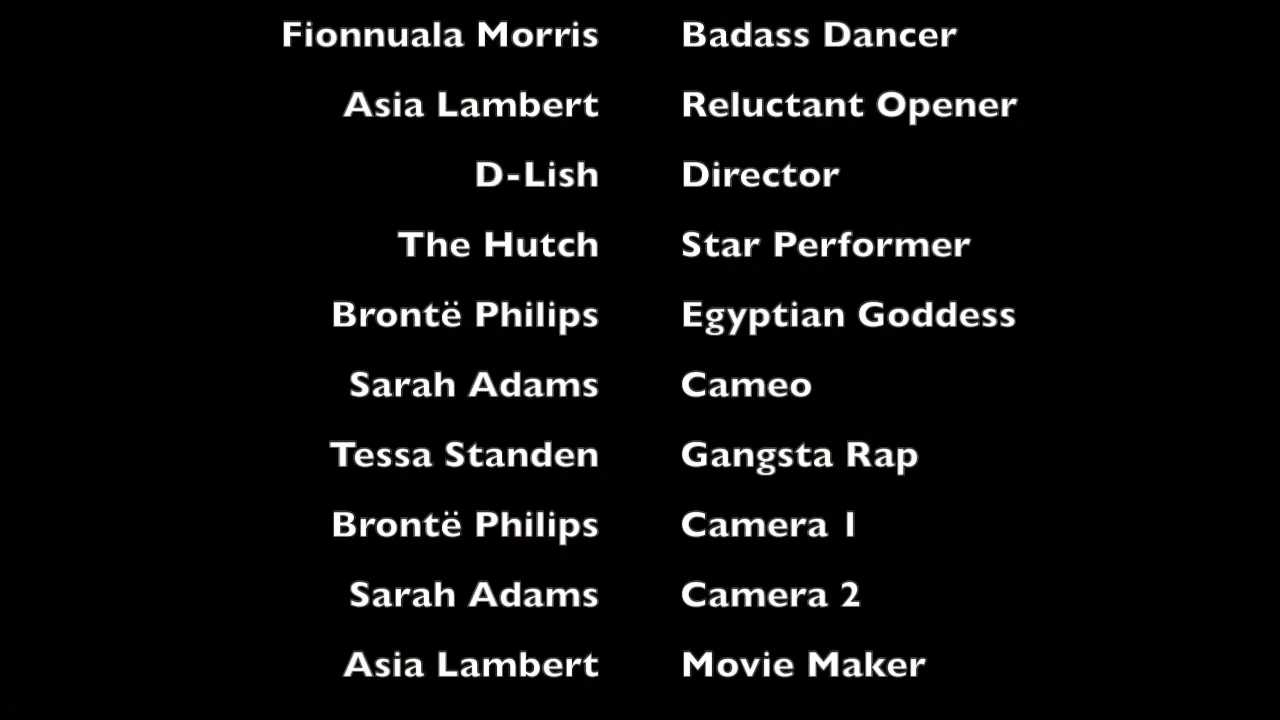 Fionnuala Morris Badass Dancer
Asia Lambert Reluctant Opener
D-Lish Director
The Hutch Star Performer
Brontë Philips Egyptian Goddess
Sarah Adams Cameo
Tessa Standen Gangsta Rap
Brontë Philips Camera 1
Sarah Adams Camera 2
Asia Lambert Movie Maker